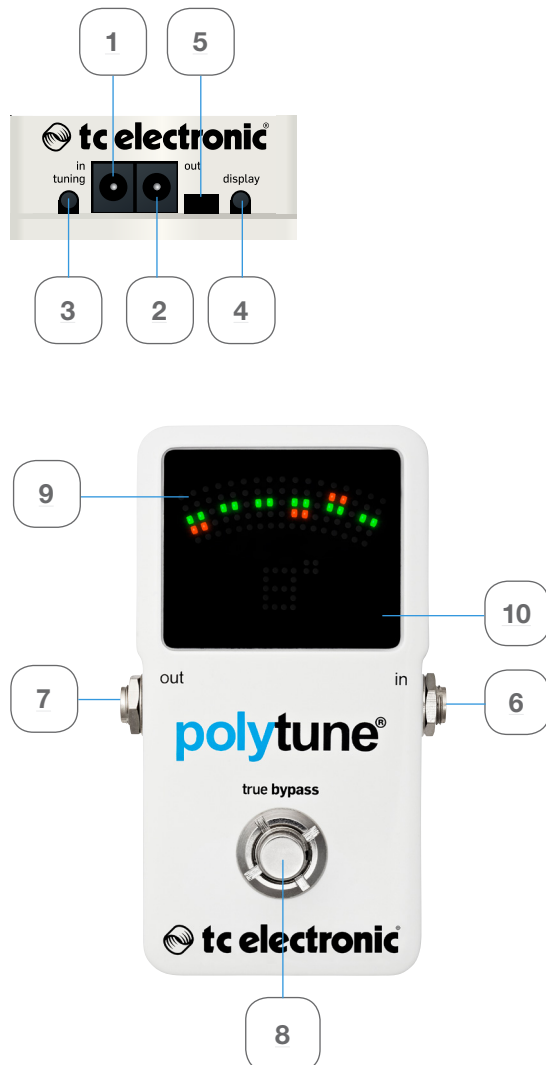 1
5
tc electronic®
in
out
tuning
display
3
2
4
9
10
out
in
7
6
polytune®
true bypass
tc electronic
8